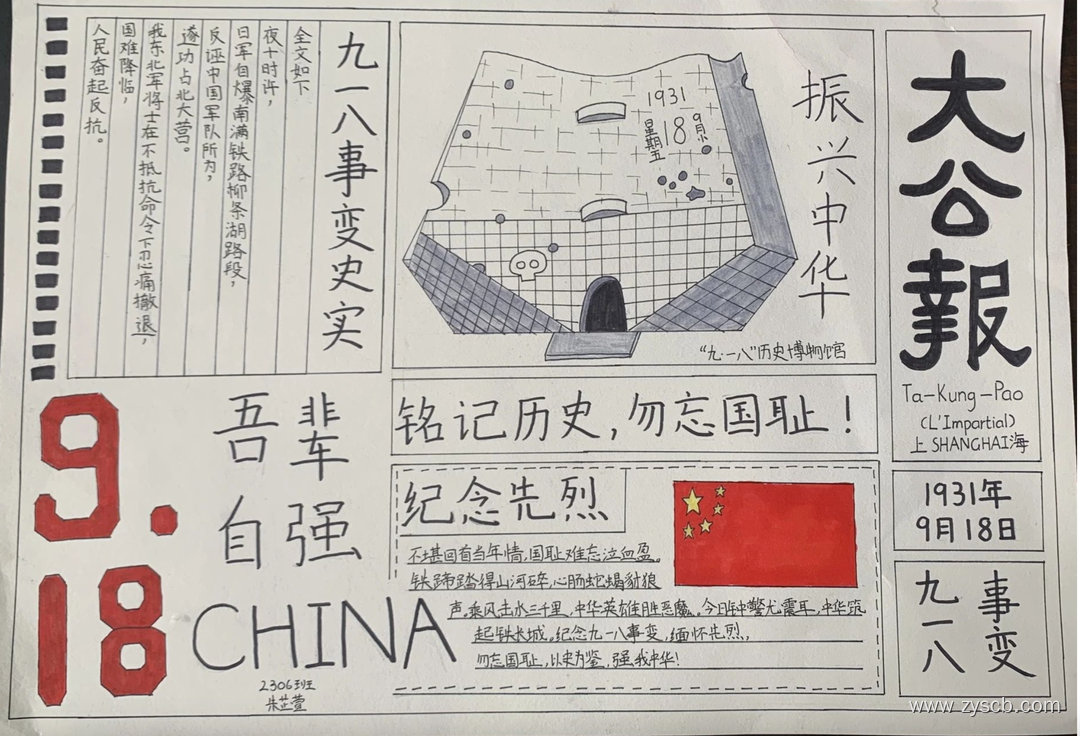 大公報
Ta-Kung-Pao
(L'Impartial)
上 SHANGHAI 海
1931年
9月18日
九一八
事变
振兴中华
1931
9月小
18
星期五
"九·一八"历史博物馆
九一八事变史实
全文如下
夜十时许，
日军自爆南满铁路柳条湖路段，
反诬中国军队所为，
遂攻占北大营。
我东北军将士在不抵抗命令下忍痛撤退，
国难降临，
人民奋起反抗。
铭记历史，勿忘国耻！
9.
18
吾辈
自强
CHINA
2306班
朱芷萱
纪念先烈
不堪回首当年情，国耻难忘泣血盈。
铁蹄踏得山河碎，心肠蛇蝎豺狼
声。乘风击水三千里，中华英雄胆恶魔。今日钟警尤震耳，中华筑
起铁长城。纪念九一八事变，缅怀先烈，
勿忘国耻，以史为鉴，强我中华！
www.zyscb.com